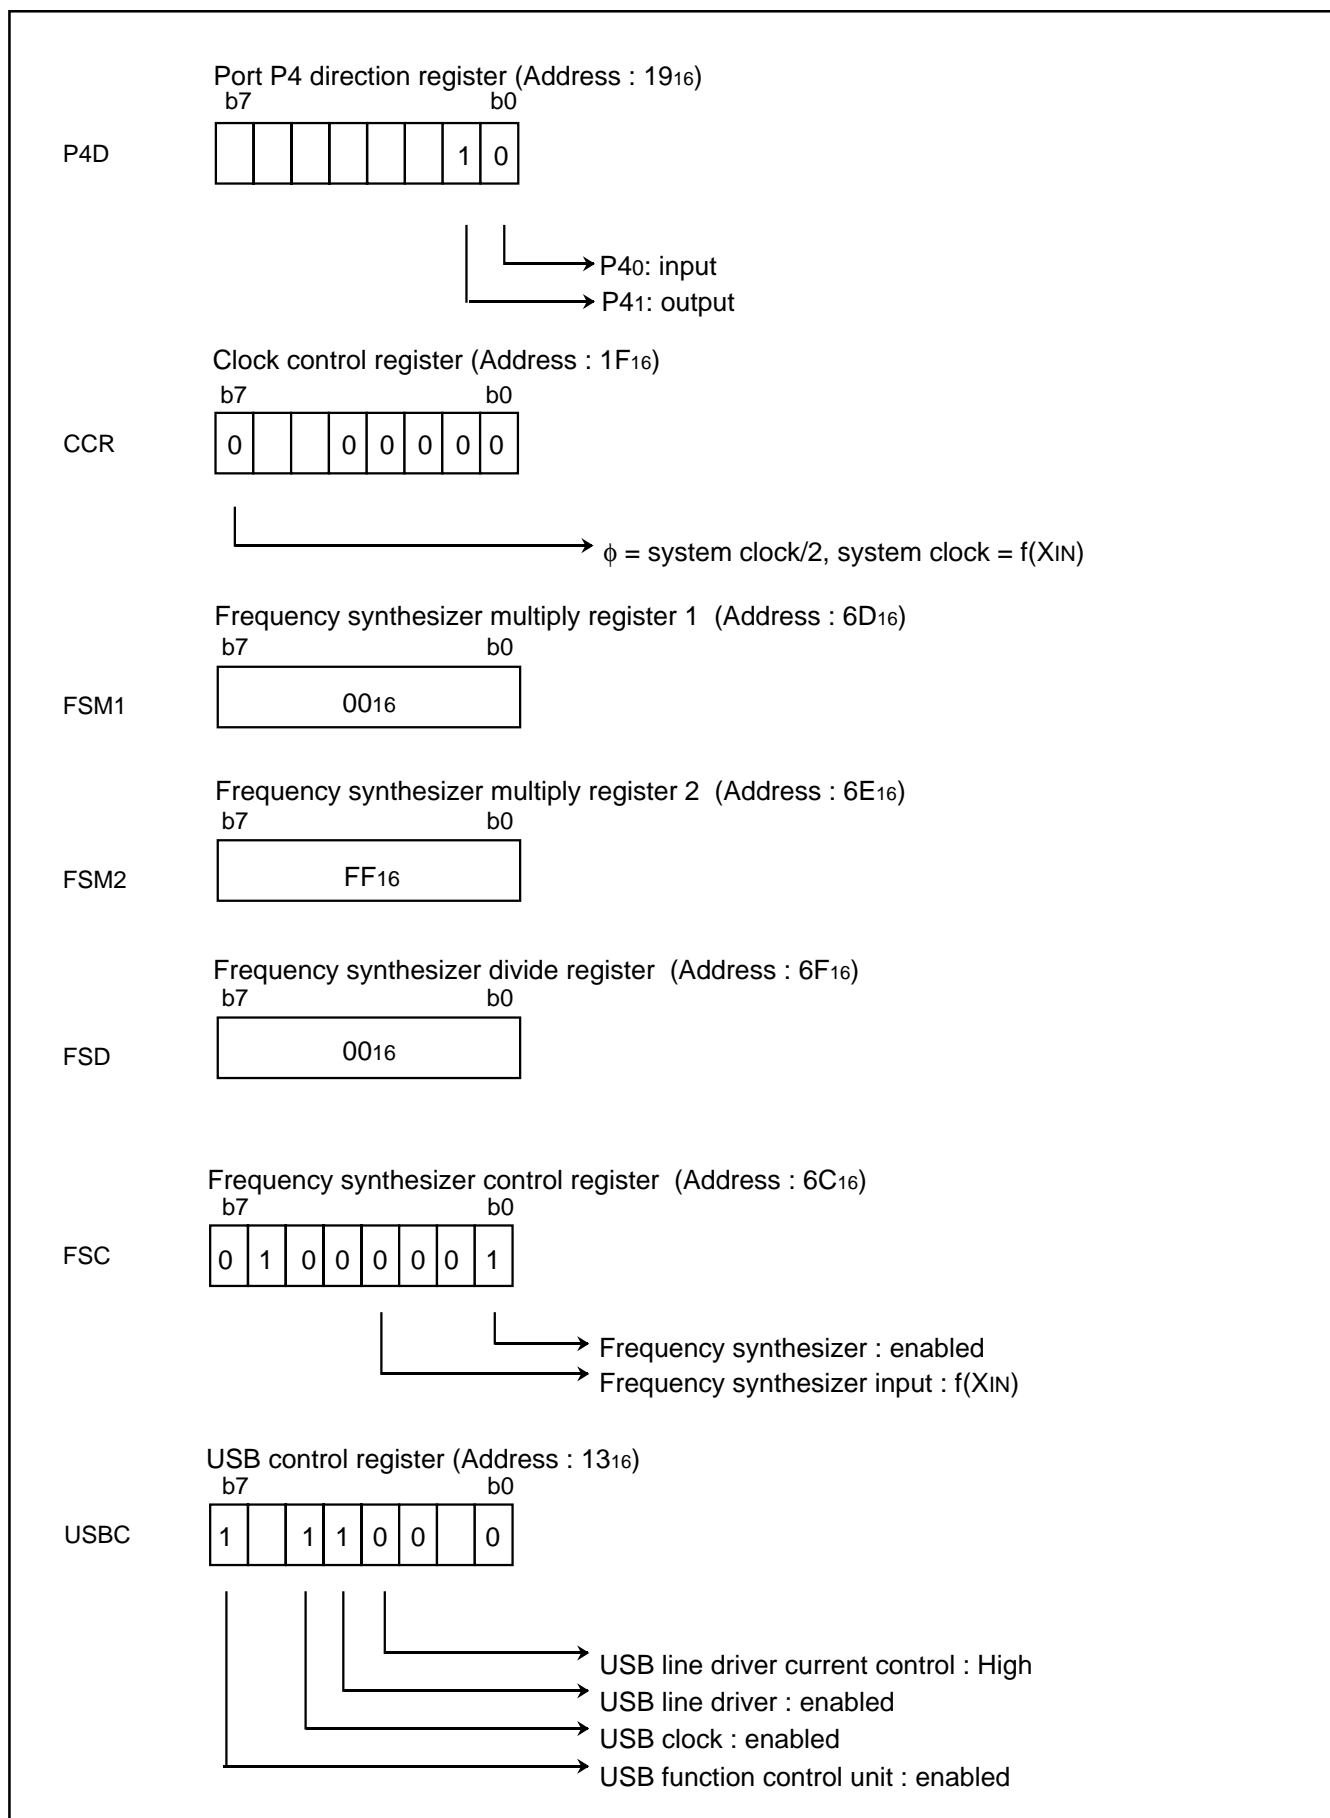 Port P4 direction register (Address : 1916)
b7 b0
P4D 1 0
P40: input
P41: output
Clock control register (Address : 1F16)
b7 b0
CCR 0 0 0 0 0 0
ϕ = system clock/2, system clock = f(XIN)
Frequency synthesizer multiply register 1 (Address : 6D16)
b7 b0
FSM1 0016
Frequency synthesizer multiply register 2 (Address : 6E16)
b7 b0
FSM2 FF16
Frequency synthesizer divide register (Address : 6F16)
b7 b0
FSD 0016
Frequency synthesizer control register (Address : 6C16)
b7 b0
FSC 0 1 0 0 0 0 0 1
Frequency synthesizer : enabled
Frequency synthesizer input : f(XIN)
USB control register (Address : 1316)
b7 b0
USBC 1 1 1 0 0 0
USB line driver current control : High
USB line driver : enabled
USB clock : enabled
USB function control unit : enabled